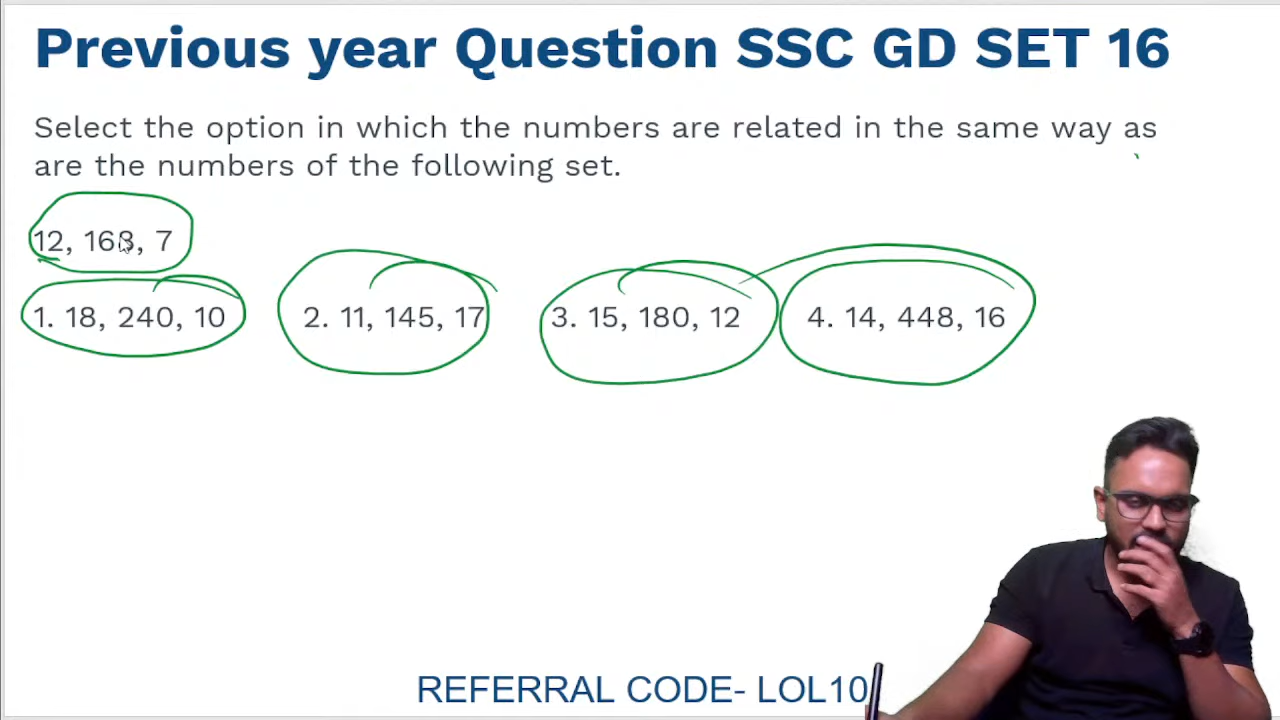 Previous year Question SSC GD SET 16
Select the option in which the numbers are related in the same way as
are the numbers of the following set.
12, 168, 7
1. 18, 240, 10
2. 11, 145, 17
3. 15, 180, 12
4. 14, 448, 16
REFERRAL CODE- LOL10